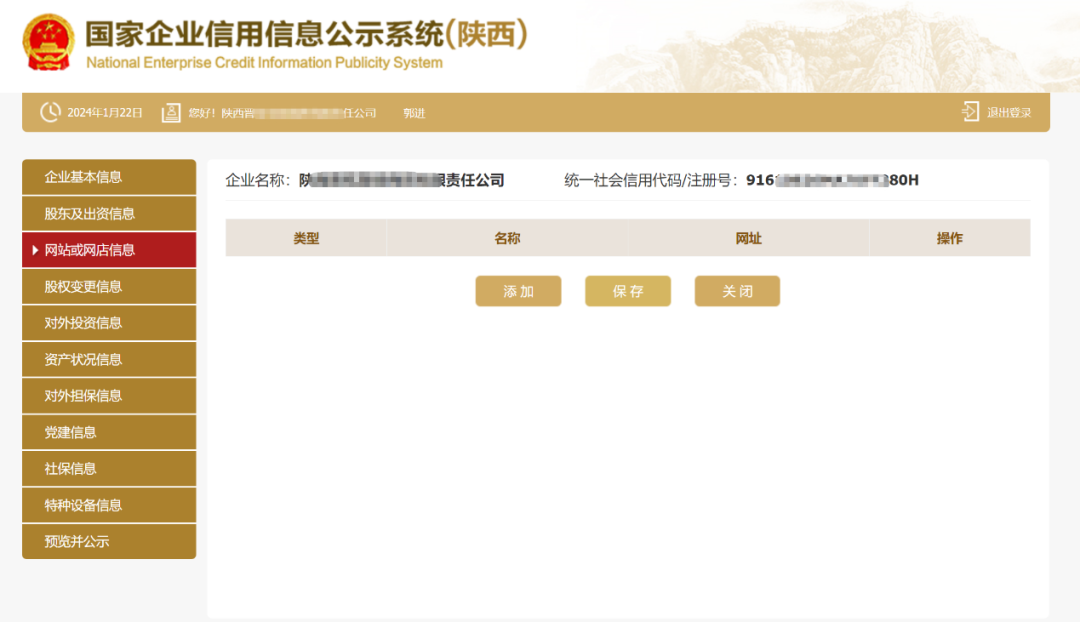 国家企业信用信息公示系统(陕西)
National Enterprise Credit Information Publicity System
2024年1月22日 您好！陕西 任公司 郭进 退出登录
企业基本信息
股东及出资信息
网站或网店信息
股权变更信息
对外投资信息
资产状况信息
对外担保信息
党建信息
社保信息
特种设备信息
预览并公示
企业名称：陕 限责任公司 统一社会信用代码/注册号：916 80H
类型 名称 网址 操作
添加 保存 关闭